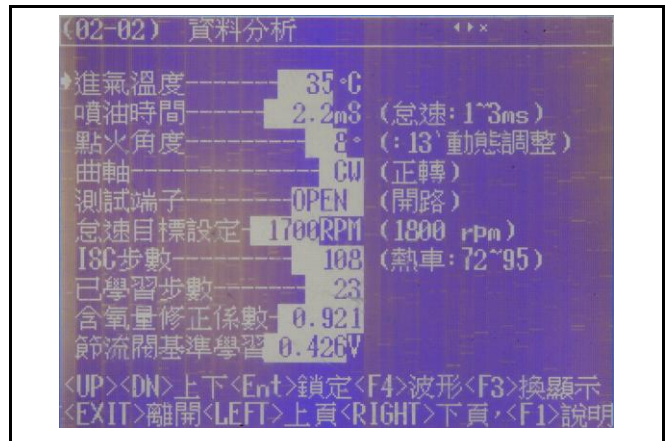 (02-02) 資料分析
進氣溫度------- 35°C
噴油時間------- 2.2mS (怠速:1~3ms)
點火角度------- 8° (:13`動態調整)
曲軸----------- CW (正轉)
測試端子------- OPEN (開路)
怠速目標設定- 1700RPM (1800 rpm)
ISC步數-------- 108 (熱車:72~95)
已學習步數----- 23
含氧量修正係數- 0.921
節流閥基準學習 0.426V
<UP><DN>上下<Ent>鎖定<F4>波形<F3>換顯示
<EXIT>離開<LEFT>上頁<RIGHT>下頁,<F1>說明